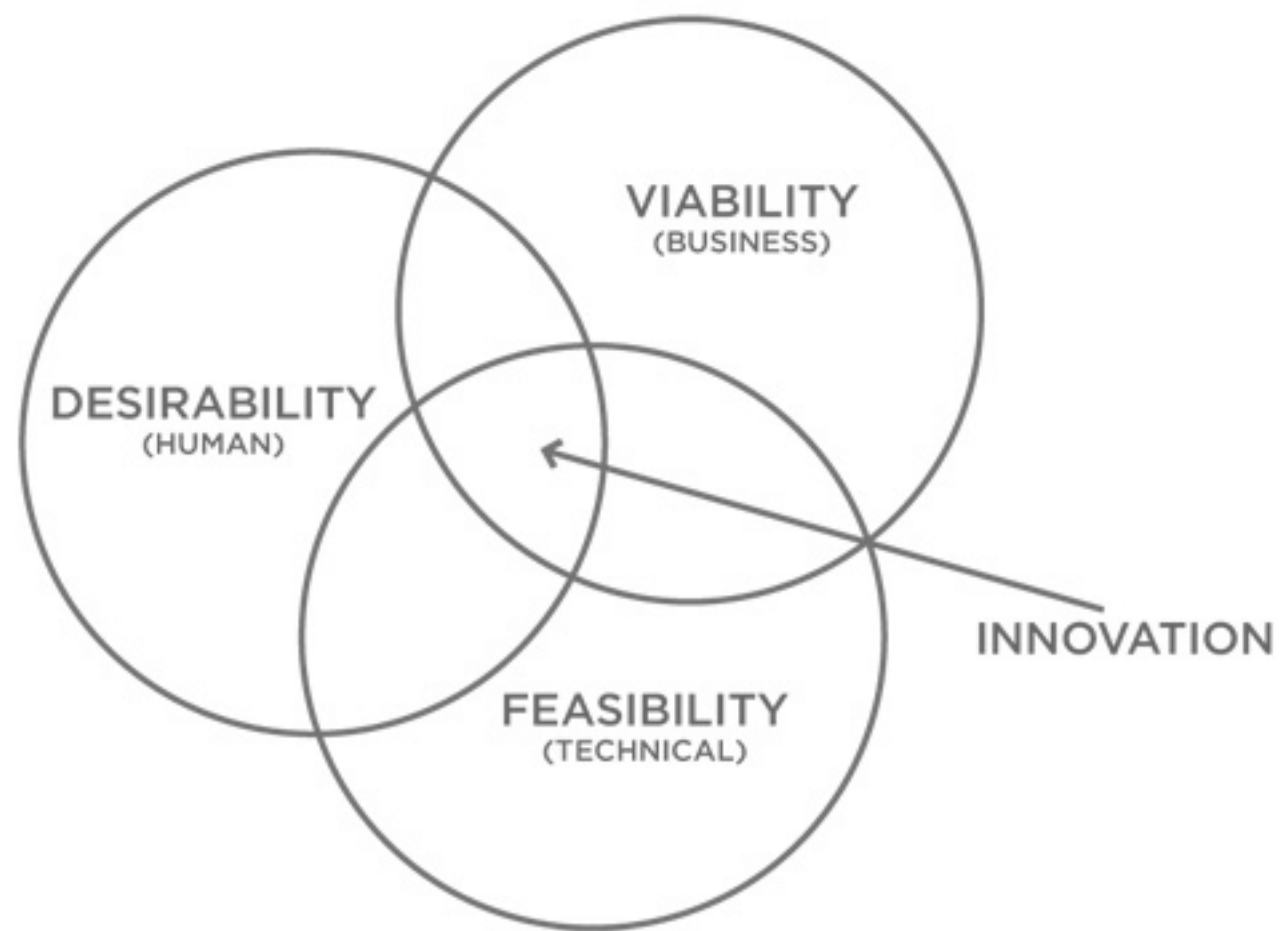 VIABILITY
(BUSINESS)
DESIRABILITY
(HUMAN)
INNOVATION
FEASIBILITY
(TECHNICAL)